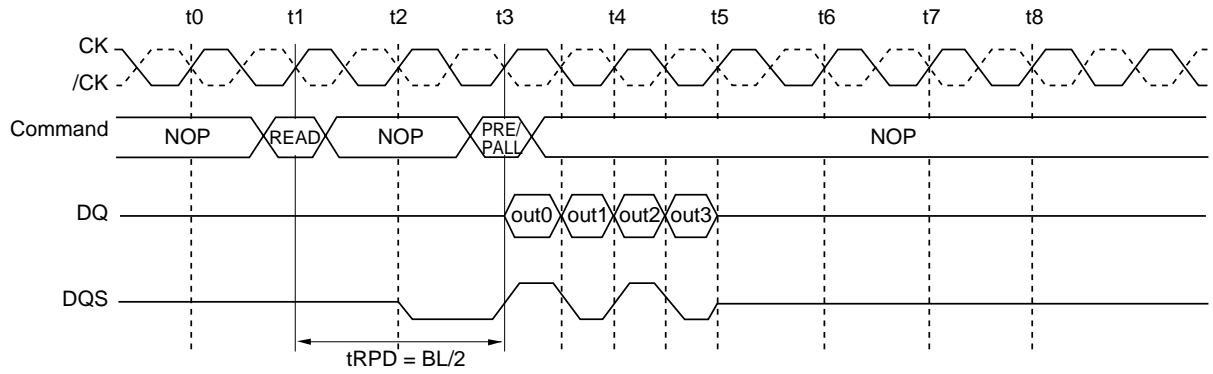 t0 t1 t2 t3 t4 t5 t6 t7 t8
CK
/CK
Command NOP READ NOP PRE/ PALL NOP
DQ out0 out1 out2 out3
DQS
tRPD = BL/2